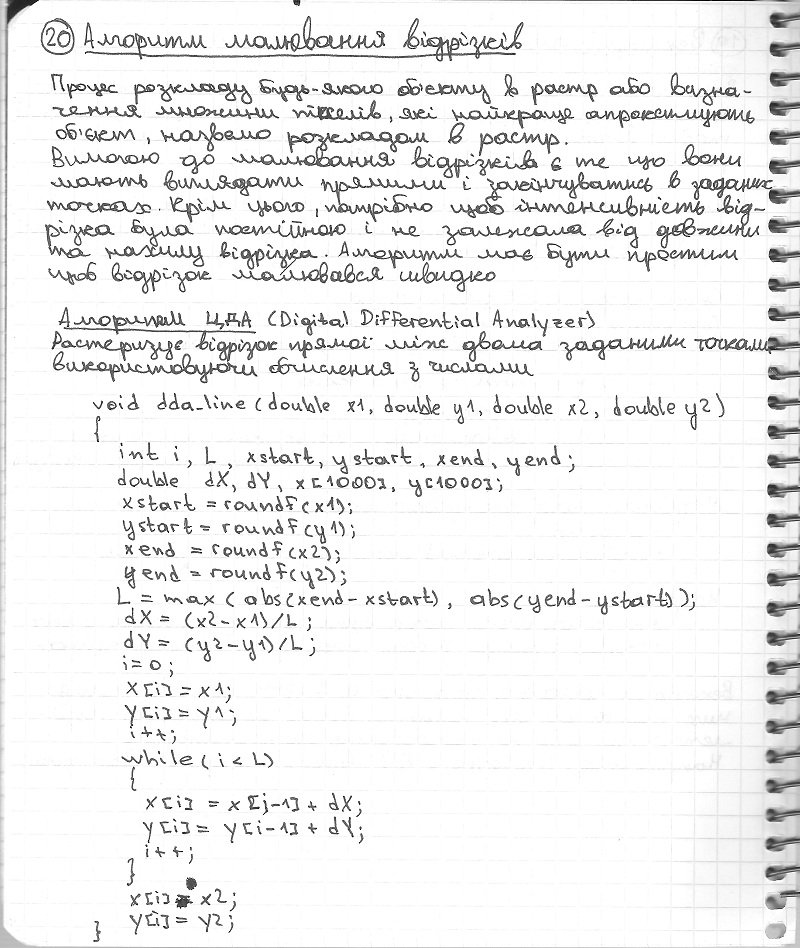 20 Алгоритм малювання відрізків
Процес розкладу будь-якого об'єкту в растр або визна-
чення множини пікселів, які найкраще апроксимують
об'єкт, назвемо розкладом в растр.
Вимогою до малювання відрізків є те що вони
мають виглядати прямими і закінчуватись в заданих
точках. Крім цього, потрібно щоб інтенсивність від-
різка була постійною і не залежала від довжини
та нахилу відрізка. Алгоритм має бути простим
щоб відрізок малювався швидко
Алгоритм ЦДА (Digital Differential Analyzer)
Растеризує відрізок прямої між двома заданими точками,
використовуючи обчислення з числами
void dda_line(double x1, double y1, double x2, double y2)
{
int i, L, xstart, ystart, xend, yend;
double dX, dY, x[1000], y[1000];
xstart = roundf(x1);
ystart = roundf(y1);
xend = roundf(x2);
yend = roundf(y2);
L = max(abs(xend-xstart), abs(yend-ystart));
dX = (x2-x1)/L;
dY = (y2-y1)/L;
i=0;
X[i]=x1;
Y[i]=y1;
i++;
while(i<L)
{
X[i] = x[j-1]+dX;
Y[i] = y[i-1]+dY;
i++;
}
X[i] = x2;
Y[i] = y2;
}